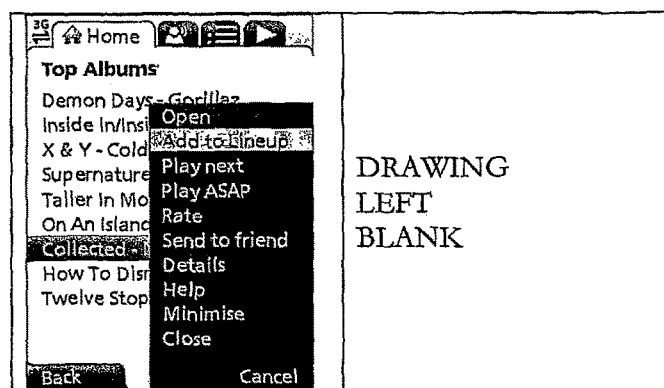 3G Home
Top Albums
Demon Days - Gorillaz
Inside In/Insi
X & Y - Cold
Supernature
Taller In Mo
On An Island
Collected -
How To Disr
Twelve Stop
Open
Add to Lineup
Play next
Play ASAP
Rate
Send to friend
Details
Help
Minimise
Close
Back
Cancel
DRAWING
LEFT
BLANK